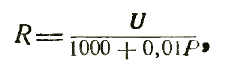 R = U / (1000 + 0,01P),